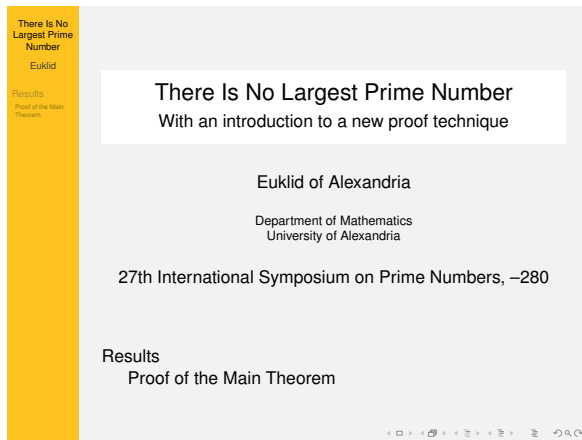 There Is No
Largest Prime
Number
Euklid
Results
Proof of the Main
Theorem
There Is No Largest Prime Number
With an introduction to a new proof technique
Euklid of Alexandria
Department of Mathematics
University of Alexandria
27th International Symposium on Prime Numbers, –280
Results
Proof of the Main Theorem